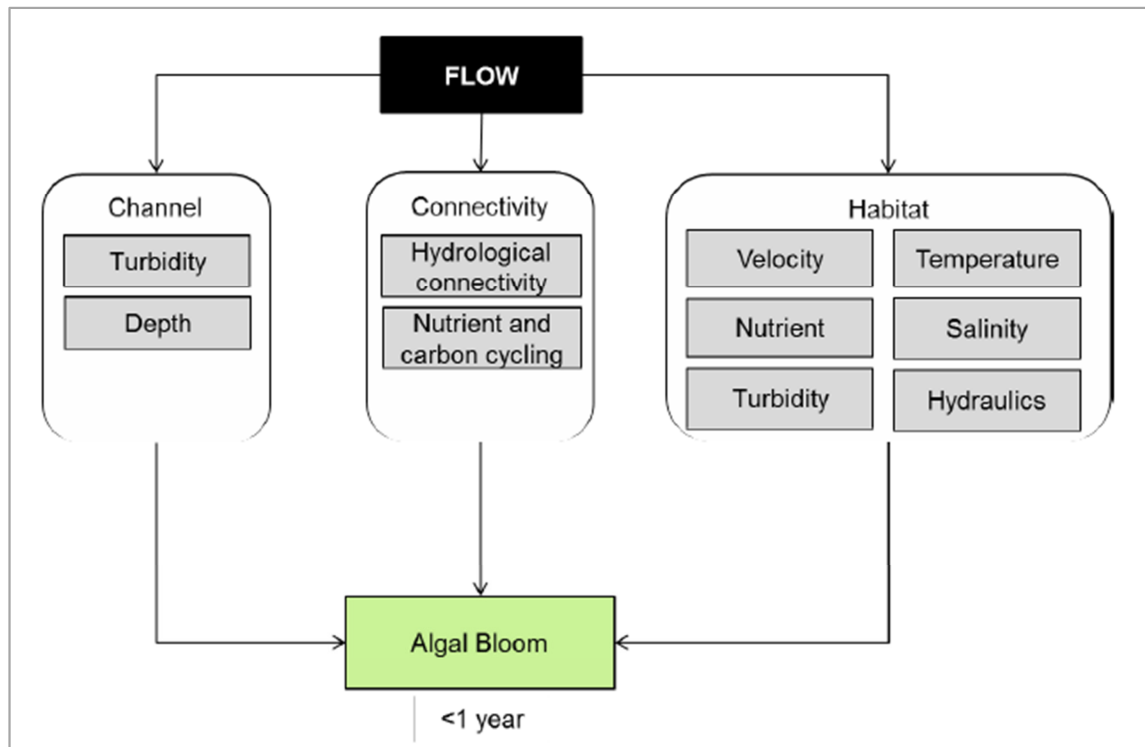 FLOW
Channel
Turbidity
Depth
Connectivity
Hydrological
connectivity
Nutrient and
carbon cycling
Habitat
Velocity
Temperature
Nutrient
Salinity
Turbidity
Hydraulics
Algal Bloom
<1 year